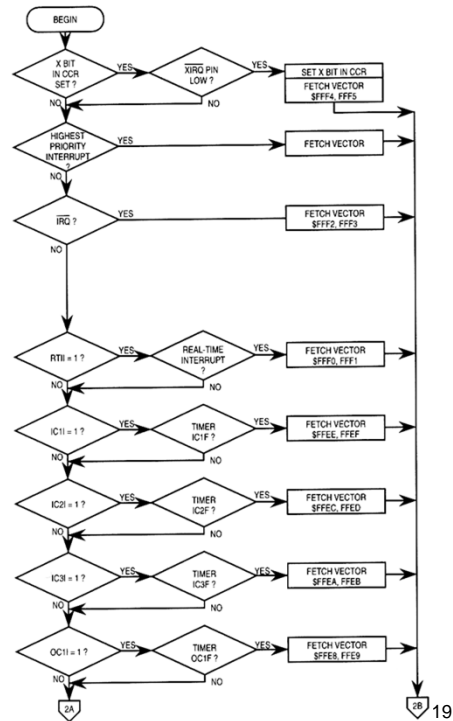 BEGIN
X BIT
IN CCR
SET ?
YES
XIRQ PIN
LOW ?
YES
SET X BIT IN CCR
FETCH VECTOR
$FFF4, FFF5
NO
NO
HIGHEST
PRIORITY
INTERRUPT
?
YES
FETCH VECTOR
NO
IRQ ?
YES
FETCH VECTOR
$FFF2, FFF3
NO
RTII = 1 ?
YES
REAL-TIME
INTERRUPT
?
YES
FETCH VECTOR
$FFF0, FFF1
NO
NO
IC1I = 1 ?
YES
TIMER
IC1F ?
YES
FETCH VECTOR
$FFEE, FFEF
NO
NO
IC2I = 1 ?
YES
TIMER
IC2F ?
YES
FETCH VECTOR
$FFEC, FFED
NO
NO
IC3I = 1 ?
YES
TIMER
IC3F ?
YES
FETCH VECTOR
$FFEA, FFEB
NO
NO
OC1I = 1 ?
YES
TIMER
OC1F ?
YES
FETCH VECTOR
$FFE8, FFE9
NO
NO
2A
2B
19